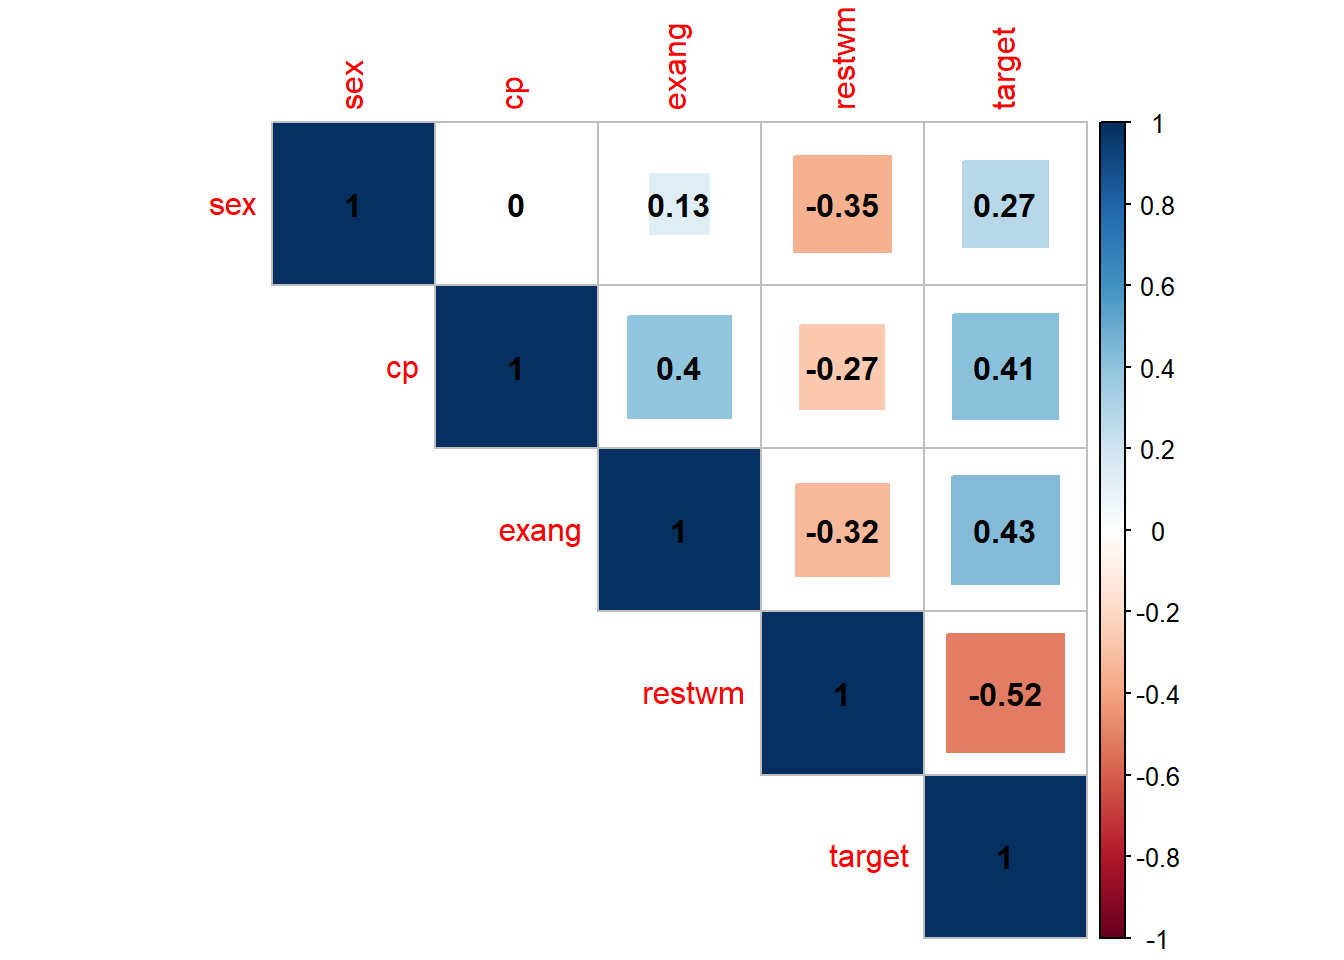 sex cp exang restwm target
sex 1 0 0.13 -0.35 0.27
cp 1 0.4 -0.27 0.41
exang 1 -0.32 0.43
restwm 1 -0.52
target 1
1
0.8
0.6
0.4
0.2
0
-0.2
-0.4
-0.6
-0.8
-1